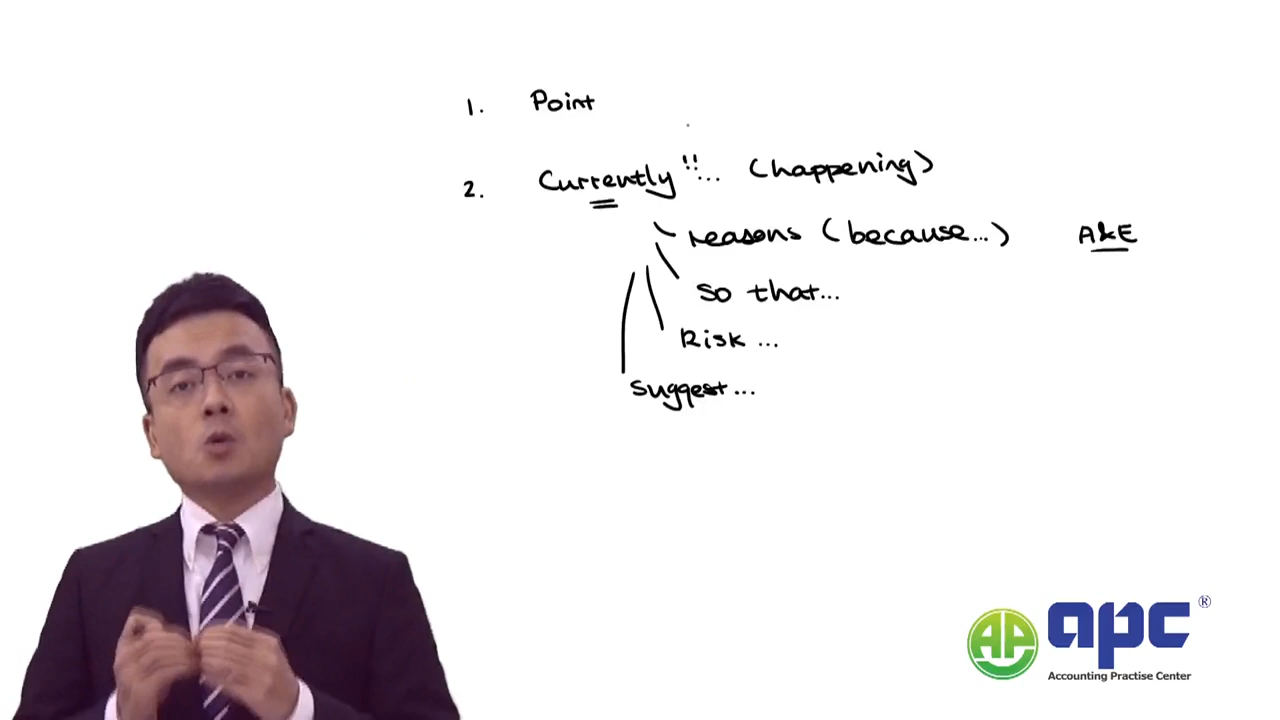 1. Point
2. Currently !!... (happening)
reasons (because...) A&E
so that...
Risk ...
suggest...
apc ®
Accounting Practise Center